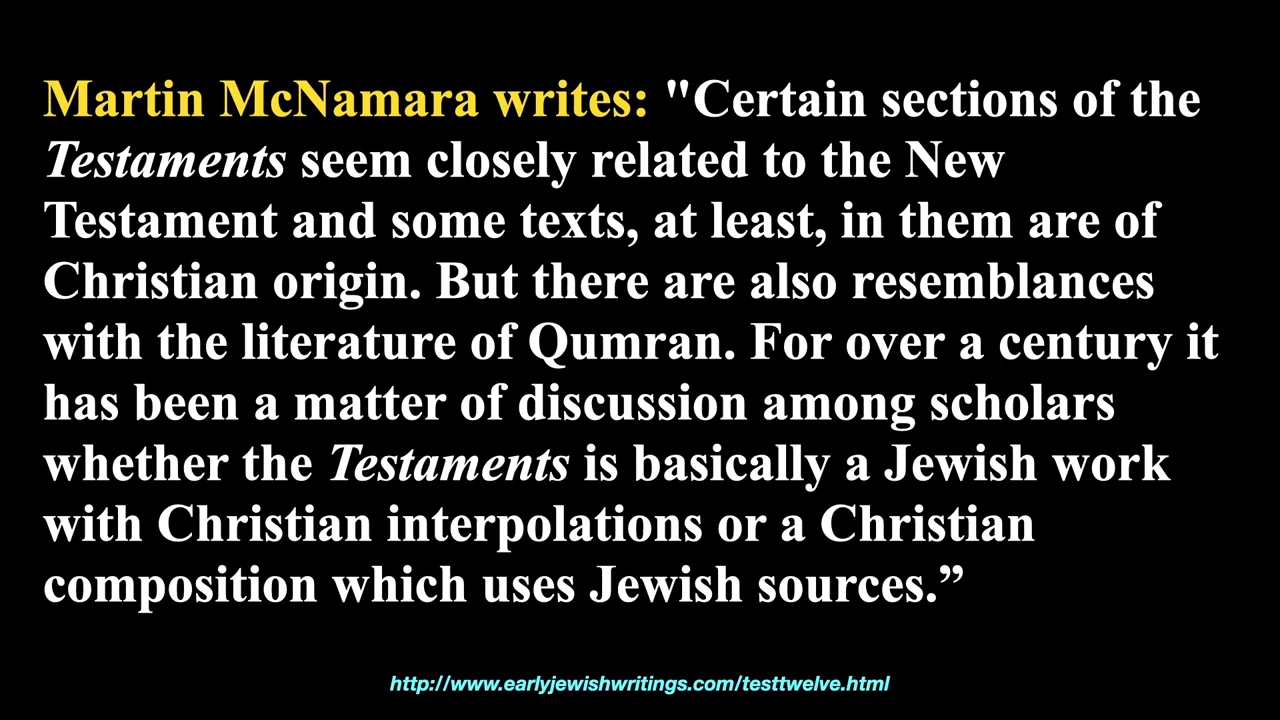 Martin McNamara writes: "Certain sections of the
Testaments seem closely related to the New
Testament and some texts, at least, in them are of
Christian origin. But there are also resemblances
with the literature of Qumran. For over a century it
has been a matter of discussion among scholars
whether the Testaments is basically a Jewish work
with Christian interpolations or a Christian
composition which uses Jewish sources.”
http://www.earlyjewishwritings.com/testtwelve.html